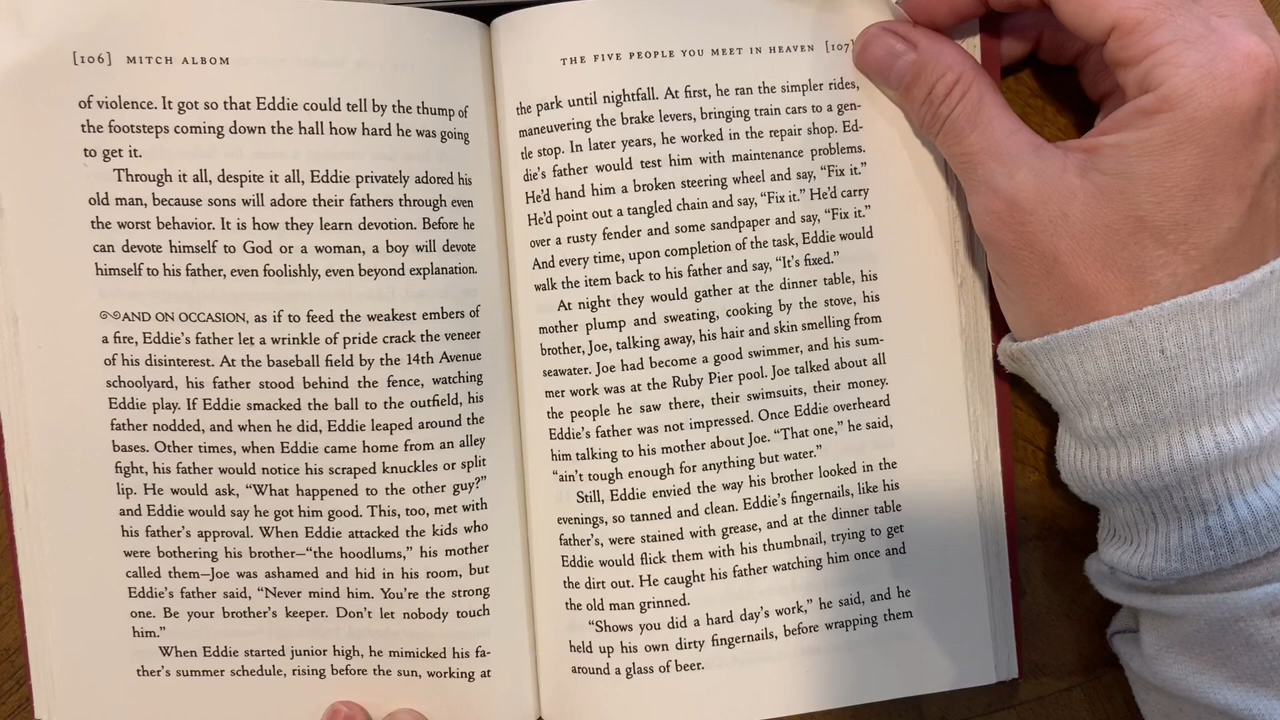 [106] MITCH ALBOM
of violence. It got so that Eddie could tell by the thump of
the footsteps coming down the hall how hard he was going
to get it.
Through it all, despite it all, Eddie privately adored his
old man, because sons will adore their fathers through even
the worst behavior. It is how they learn devotion. Before he
can devote himself to God or a woman, a boy will devote
himself to his father, even foolishly, even beyond explanation.
AND ON OCCASION, as if to feed the weakest embers of
a fire, Eddie's father let a wrinkle of pride crack the veneer
of his disinterest. At the baseball field by the 14th Avenue
schoolyard, his father stood behind the fence, watching
Eddie play. If Eddie smacked the ball to the outfield, his
father nodded, and when he did, Eddie leaped around the
bases. Other times, when Eddie came home from an alley
fight, his father would notice his scraped knuckles or split
lip. He would ask, "What happened to the other guy?"
and Eddie would say he got him good. This, too, met with
his father's approval. When Eddie attacked the kids who
were bothering his brother—"the hoodlums," his mother
called them—Joe was ashamed and hid in his room, but
Eddie's father said, "Never mind him. You're the strong
one. Be your brother's keeper. Don't let nobody touch
him."
When Eddie started junior high, he mimicked his fa-
ther's summer schedule, rising before the sun, working at
THE FIVE PEOPLE YOU MEET IN HEAVEN [107]
the park until nightfall. At first, he ran the simpler rides,
maneuvering the brake levers, bringing train cars to a gen-
tle stop. In later years, he worked in the repair shop. Ed-
die's father would test him with maintenance problems.
He'd hand him a broken steering wheel and say, "Fix it."
He'd point out a tangled chain and say, "Fix it." He'd carry
over a rusty fender and some sandpaper and say, "Fix it."
And every time, upon completion of the task, Eddie would
walk the item back to his father and say, "It's fixed."
At night they would gather at the dinner table, his
mother plump and sweating, cooking by the stove, his
brother, Joe, talking away, his hair and skin smelling from
seawater. Joe had become a good swimmer, and his sum-
mer work was at the Ruby Pier pool. Joe talked about all
the people he saw there, their swimsuits, their money.
Eddie's father was not impressed. Once Eddie overheard
him talking to his mother about Joe. "That one," he said,
"ain't tough enough for anything but water."
Still, Eddie envied the way his brother looked in the
evenings, so tanned and clean. Eddie's fingernails, like his
father's, were stained with grease, and at the dinner table
Eddie would flick them with his thumbnail, trying to get
the dirt out. He caught his father watching him once and
the old man grinned.
"Shows you did a hard day's work," he said, and he
held up his own dirty fingernails, before wrapping them
around a glass of beer.